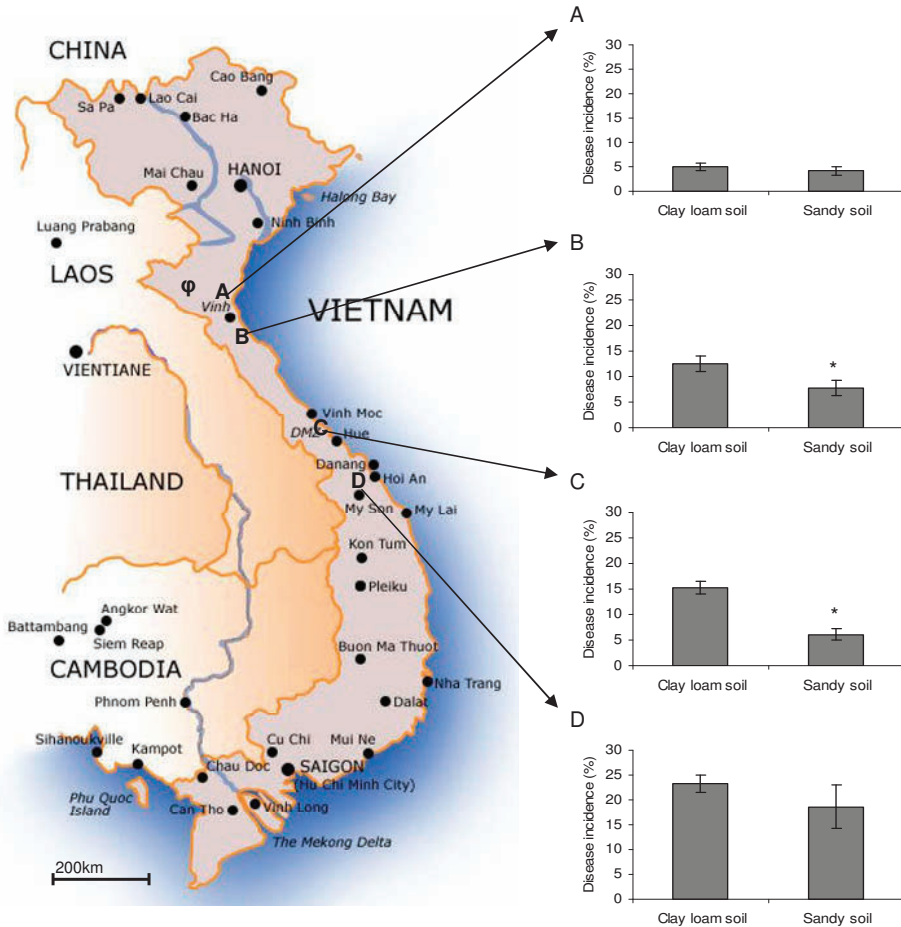 CHINA
Cao Bang
Sa Pa
Lao Cai
Bac Ha
Mai Chau
HANOI
Halong Bay
Ninh Binh
Luang Prabang
LAOS
φ
A
Vinh
B
VIETNAM
VIENTIANE
Vinh Moc
DMZ
C
Hue
Danang
Hoi An
D
THAILAND
My Son
My Lai
Kon Tum
Pleiku
Angkor Wat
Battambang
Siem Reap
Buon Ma Thuot
CAMBODIA
Nha Trang
Phnom Penh
Dalat
Sihanoukville
Kampot
Cu Chi
Mui Ne
Chau Doc
SAIGON
(Hu Chi Minh City)
Phu Quoc
Island
Can Tho
Vinh Long
The Mekong Delta
200km
A
Disease incidence (%)
30
25
20
15
10
5
0
Clay loam soil
Sandy soil
B
Disease incidence (%)
30
25
20
15
10
5
0
*
Clay loam soil
Sandy soil
C
Disease incidence (%)
30
25
20
15
10
5
0
*
Clay loam soil
Sandy soil
D
Disease incidence (%)
30
25
20
15
10
5
0
Clay loam soil
Sandy soil